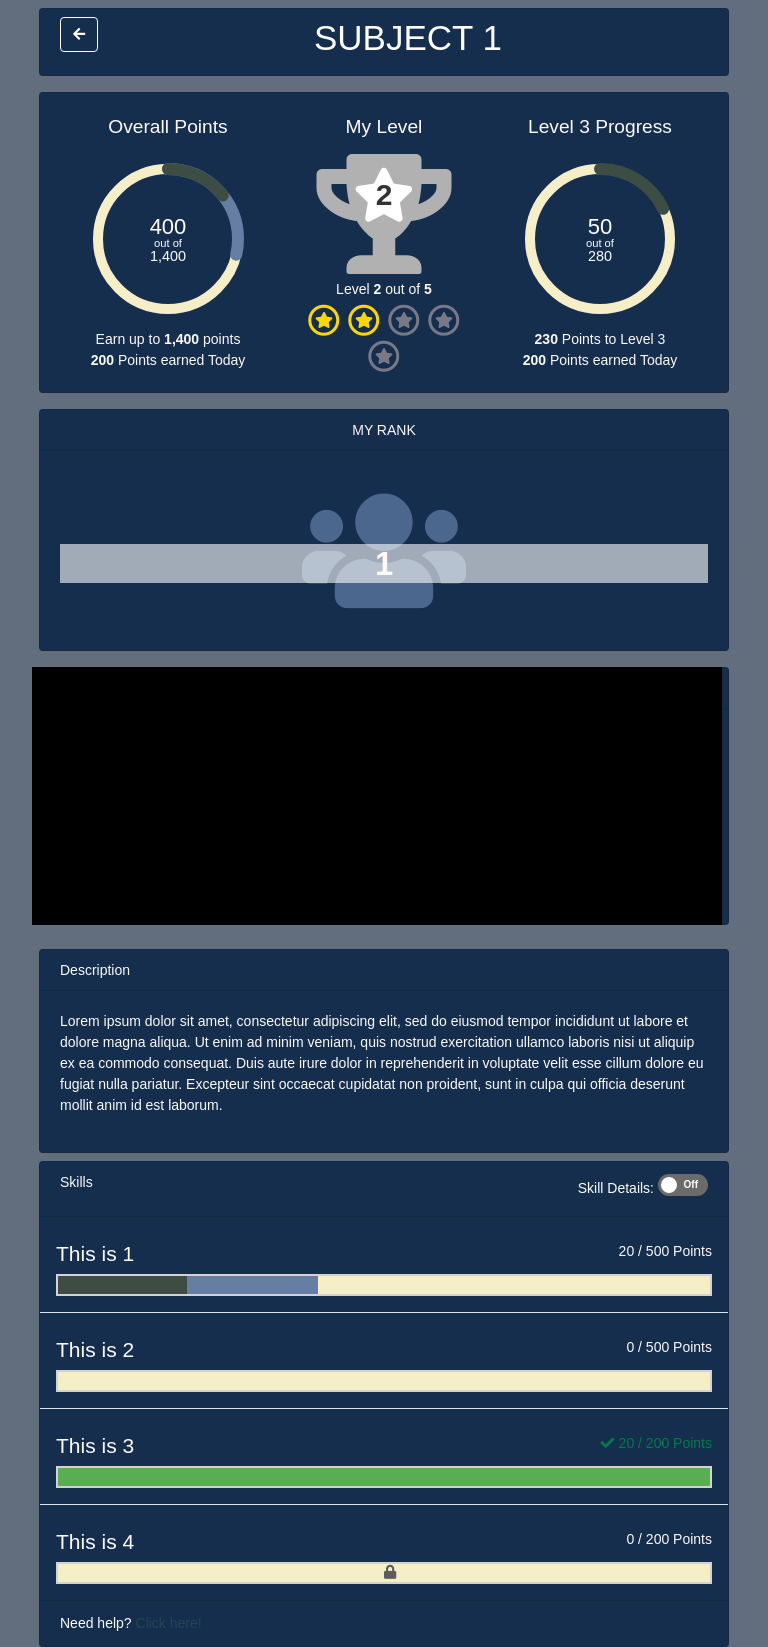 SUBJECT 1
Overall Points
400
out of
1,400
Earn up to 1,400 points
200 Points earned Today
My Level
2
Level 2 out of 5
Level 3 Progress
50
out of
280
230 Points to Level 3
200 Points earned Today
MY RANK
1
Description
Lorem ipsum dolor sit amet, consectetur adipiscing elit, sed do eiusmod tempor incididunt ut labore et
dolore magna aliqua. Ut enim ad minim veniam, quis nostrud exercitation ullamco laboris nisi ut aliquip
ex ea commodo consequat. Duis aute irure dolor in reprehenderit in voluptate velit esse cillum dolore eu
fugiat nulla pariatur. Excepteur sint occaecat cupidatat non proident, sunt in culpa qui officia deserunt
mollit anim id est laborum.
Skills
Skill Details: Off
This is 1
20 / 500 Points
This is 2
0 / 500 Points
This is 3
20 / 200 Points
This is 4
0 / 200 Points
Need help? Click here!